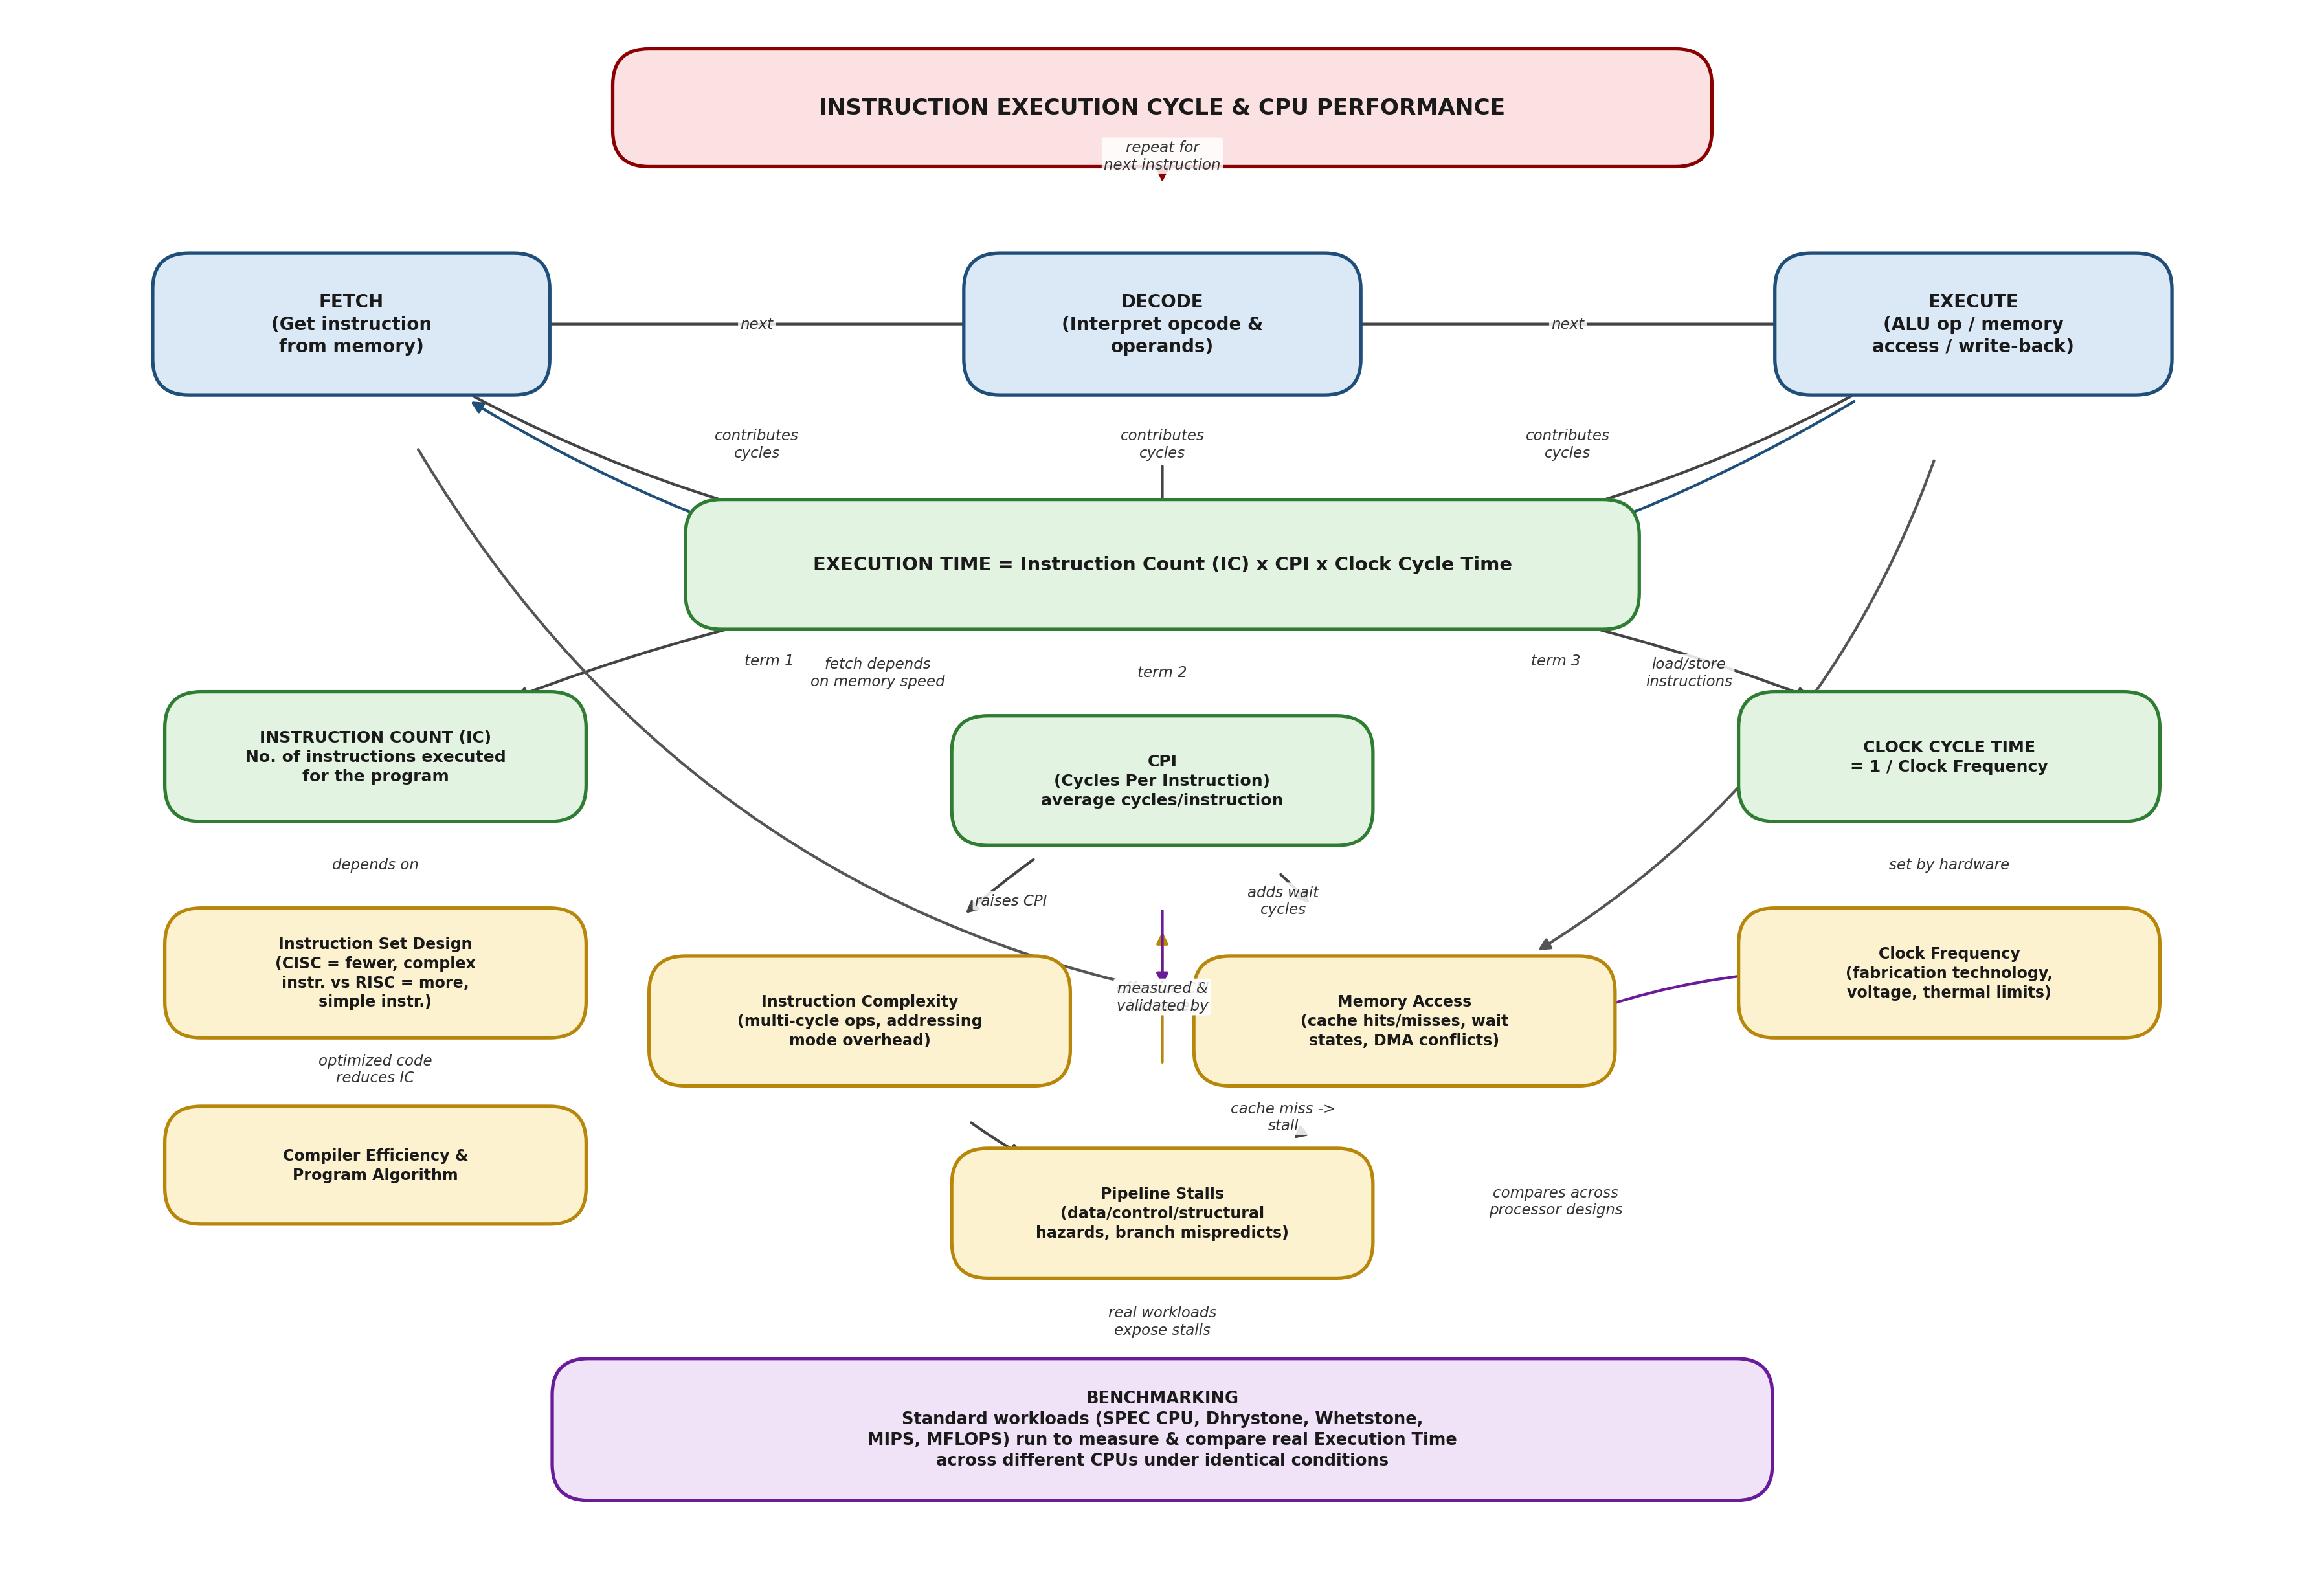 INSTRUCTION EXECUTION CYCLE & CPU PERFORMANCE
repeat for
next instruction
FETCH
(Get instruction
from memory)
next
DECODE
(Interpret opcode &
operands)
next
EXECUTE
(ALU op / memory
access / write-back)
contributes
cycles
contributes
cycles
contributes
cycles
EXECUTION TIME = Instruction Count (IC) x CPI x Clock Cycle Time
term 1
fetch depends
on memory speed
term 2
term 3
load/store
instructions
INSTRUCTION COUNT (IC)
No. of instructions executed
for the program
CPI
(Cycles Per Instruction)
average cycles/instruction
CLOCK CYCLE TIME
= 1 / Clock Frequency
depends on
raises CPI
adds wait
cycles
set by hardware
Instruction Set Design
(CISC = fewer, complex
instr. vs RISC = more,
simple instr.)
Instruction Complexity
(multi-cycle ops, addressing
mode overhead)
measured &
validated by
Memory Access
(cache hits/misses, wait
states, DMA conflicts)
Clock Frequency
(fabrication technology,
voltage, thermal limits)
optimized code
reduces IC
cache miss ->
stall
Compiler Efficiency &
Program Algorithm
Pipeline Stalls
(data/control/structural
hazards, branch mispredicts)
compares across
processor designs
real workloads
expose stalls
BENCHMARKING
Standard workloads (SPEC CPU, Dhrystone, Whetstone,
MIPS, MFLOPS) run to measure & compare real Execution Time
across different CPUs under identical conditions